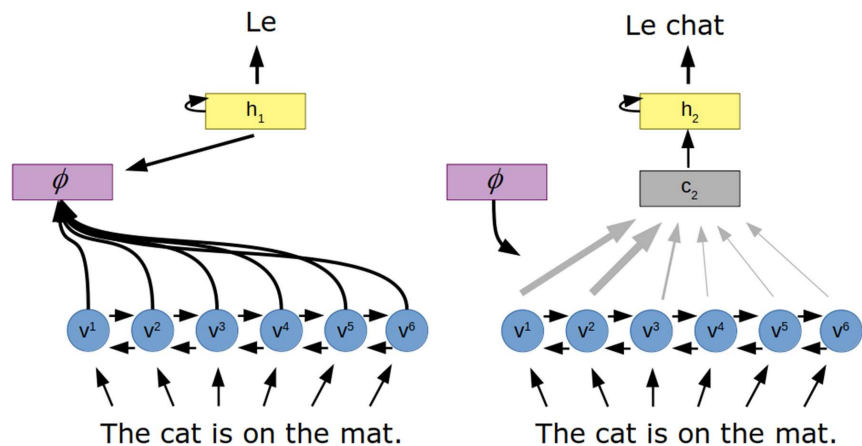 Le
h₁
ϕ
v¹ v² v³ v⁴ v⁵ v⁶
The cat is on the mat.
Le chat
h₂
ϕ
c₂
v¹ v² v³ v⁴ v⁵ v⁶
The cat is on the mat.